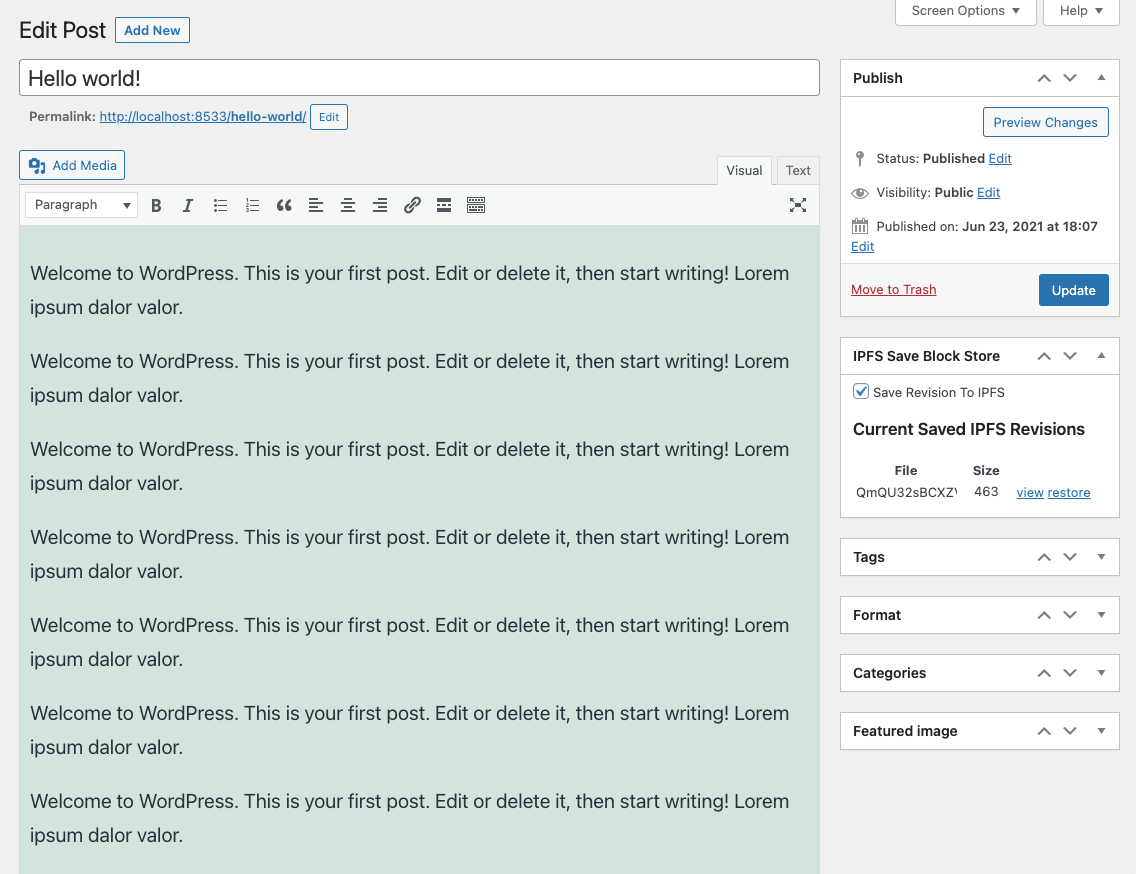 Edit Post Add New Screen Options Help
Hello world!
Permalink: http://localhost:8533/hello-world/ Edit
Add Media
Visual Text
Paragraph B I
Welcome to WordPress. This is your first post. Edit or delete it, then start writing! Lorem
ipsum dalor valor.
Welcome to WordPress. This is your first post. Edit or delete it, then start writing! Lorem
ipsum dalor valor.
Welcome to WordPress. This is your first post. Edit or delete it, then start writing! Lorem
ipsum dalor valor.
Welcome to WordPress. This is your first post. Edit or delete it, then start writing! Lorem
ipsum dalor valor.
Welcome to WordPress. This is your first post. Edit or delete it, then start writing! Lorem
ipsum dalor valor.
Welcome to WordPress. This is your first post. Edit or delete it, then start writing! Lorem
ipsum dalor valor.
Welcome to WordPress. This is your first post. Edit or delete it, then start writing! Lorem
ipsum dalor valor.
Publish
Preview Changes
Status: Published Edit
Visibility: Public Edit
Published on: Jun 23, 2021 at 18:07
Edit
Move to Trash Update
IPFS Save Block Store
Save Revision To IPFS
Current Saved IPFS Revisions
File Size
QmQU32sBCXZ 463 view restore
Tags
Format
Categories
Featured image